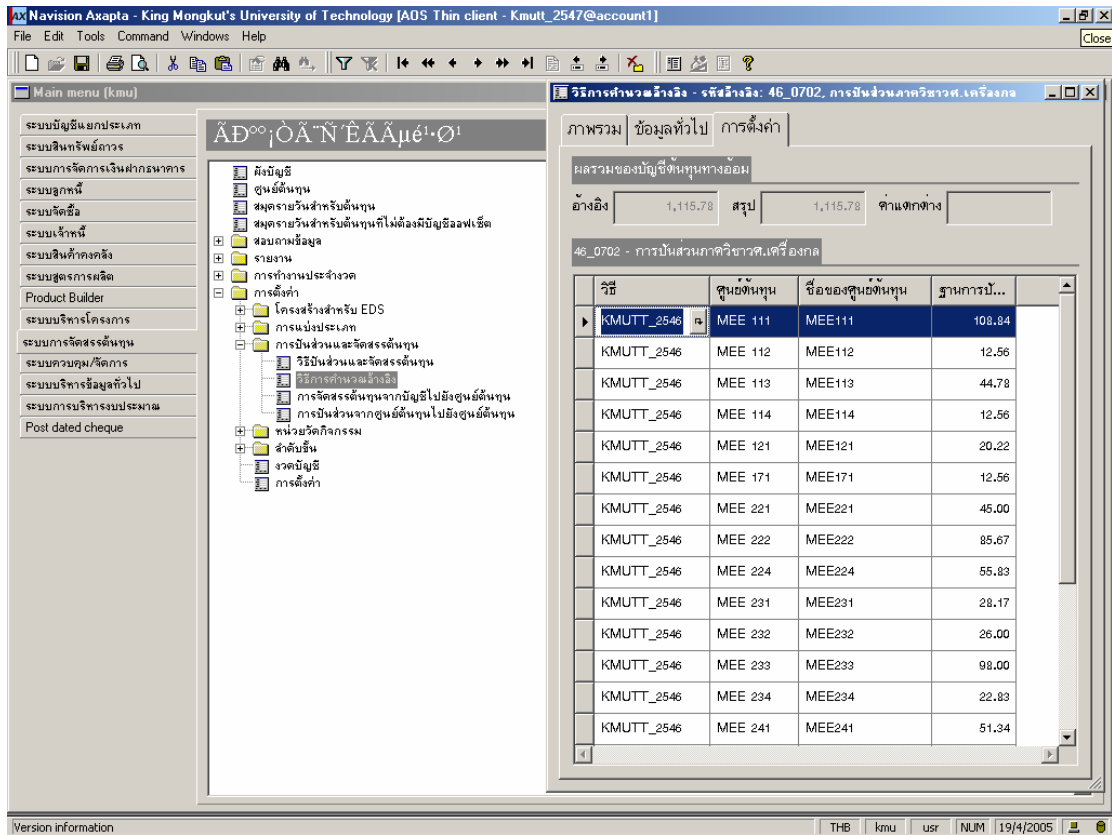 Navision Axapta - King Mongkut's University of Technology [AOS Thin client - Kmutt_2547@account1]
File Edit Tools Command Windows Help
Close
Main menu (kmu)
ระบบบัญชีแยกประเภท
ระบบสินทรัพย์ถาวร
ระบบการจัดการเงินฝากธนาคาร
ระบบลูกหนี้
ระบบจัดซื้อ
ระบบเจ้าหนี้
ระบบสินค้าคงคลัง
ระบบสูตรการผลิต
Product Builder
ระบบบริหารโครงการ
ระบบการจัดสรรต้นทุน
ระบบควบคุม/จัดการ
ระบบบริหารข้อมูลทั่วไป
ระบบการบริหารงบประมาณ
Post dated cheque
ÃÐºº¡ÒÃ¨Ñ´ÊÃÃµé¹·Ø¹
ผังบัญชี
ศูนย์ต้นทุน
สมุดรายวันสำหรับต้นทุน
สมุดรายวันสำหรับต้นทุนที่ไม่ต้องมีบัญชีออฟเซ็ต
สอบถามข้อมูล
รายงาน
การทำงานประจำงวด
การตั้งค่า
โครงสร้างสำหรับ EDS
การแบ่งประเภท
การปันส่วนและจัดสรรต้นทุน
วิธีปันส่วนและจัดสรรต้นทุน
วิธีการคำนวณอ้างอิง
การจัดสรรต้นทุนจากบัญชีไปยังศูนย์ต้นทุน
การปันส่วนจากศูนย์ต้นทุนไปยังศูนย์ต้นทุน
หน่วยวัดกิจกรรม
ลำดับขั้น
งวดบัญชี
การตั้งค่า
วิธีการคำนวณอ้างอิง - รหัสอ้างอิง: 46_0702, การปันส่วนภาควิชาวศ.เครื่องกล
ภาพรวม ข้อมูลทั่วไป การตั้งค่า
ผลรวมของบัญชีต้นทุนทางอ้อม
อ้างอิง 1,115.78 สรุป 1,115.78 ค่าแตกต่าง
46_0702 - การปันส่วนภาควิชาวศ.เครื่องกล
วิธี ศูนย์ต้นทุน ชื่อของศูนย์ต้นทุน ฐานการปั...
KMUTT_2546 MEE 111 MEE111 108.84
KMUTT_2546 MEE 112 MEE112 12.56
KMUTT_2546 MEE 113 MEE113 44.78
KMUTT_2546 MEE 114 MEE114 12.56
KMUTT_2546 MEE 121 MEE121 20.22
KMUTT_2546 MEE 171 MEE171 12.56
KMUTT_2546 MEE 221 MEE221 45.00
KMUTT_2546 MEE 222 MEE222 85.67
KMUTT_2546 MEE 224 MEE224 55.83
KMUTT_2546 MEE 231 MEE231 28.17
KMUTT_2546 MEE 232 MEE232 26.00
KMUTT_2546 MEE 233 MEE233 98.00
KMUTT_2546 MEE 234 MEE234 22.83
KMUTT_2546 MEE 241 MEE241 51.34
Version information THB kmu usr NUM 19/4/2005